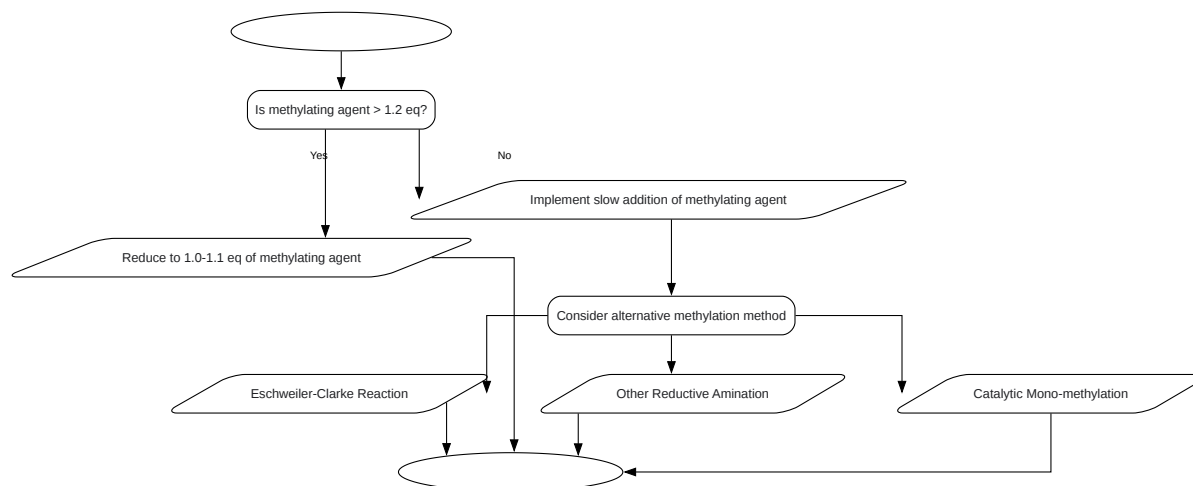 Is methylating agent > 1.2 eq?
Yes
No
Implement slow addition of methylating agent
Reduce to 1.0-1.1 eq of methylating agent
Consider alternative methylation method
Eschweiler-Clarke Reaction
Other Reductive Amination
Catalytic Mono-methylation